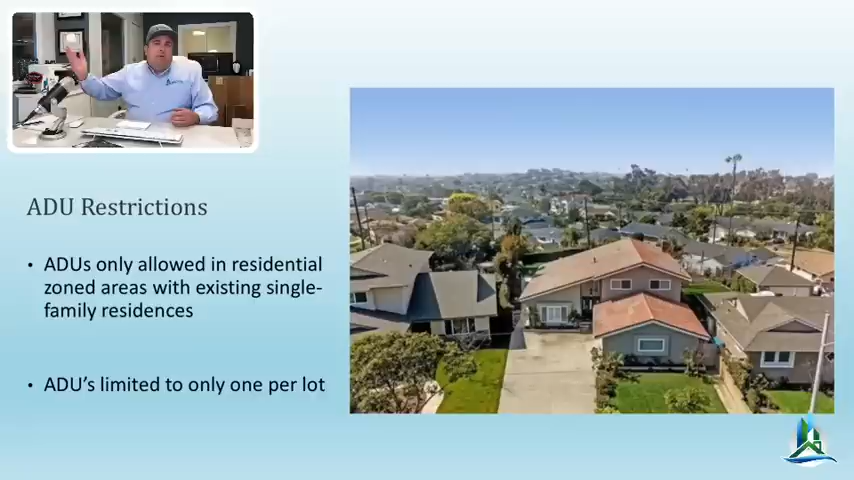 ADU Restrictions
• ADUs only allowed in residential
zoned areas with existing single-
family residences
• ADU’s limited to only one per lot